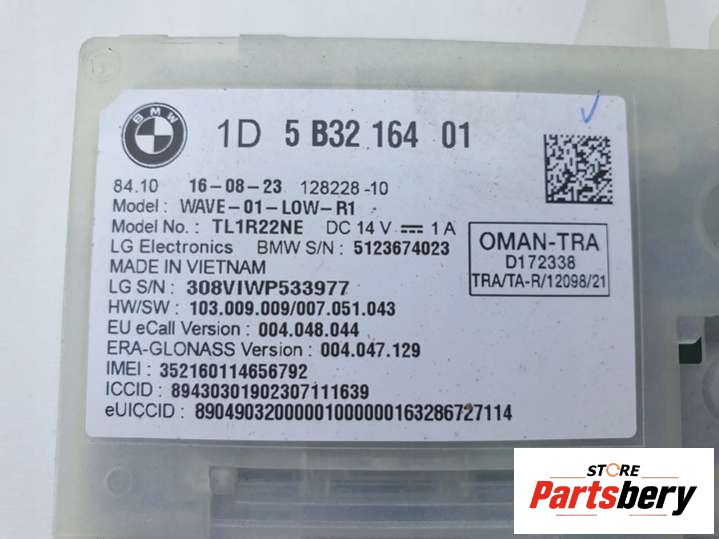 BMW
1D 5 B32 164 01
84.10 16-08-23 128228-10
Model: WAVE-01-LOW-R1
Model No.: TL1R22NE DC 14 V ⎓ 1 A
LG Electronics BMW S/N: 5123674023
MADE IN VIETNAM
LG S/N: 308VIWP533977
HW/SW: 103.009.009/007.051.043
EU eCall Version: 004.048.044
ERA-GLONASS Version: 004.047.129
IMEI: 352160114656792
ICCID: 89430301902307111639
eUICCID: 89049032000001000000163286727114
OMAN-TRA
D172338
TRA/TA-R/12098/21
STORE
Partsbery